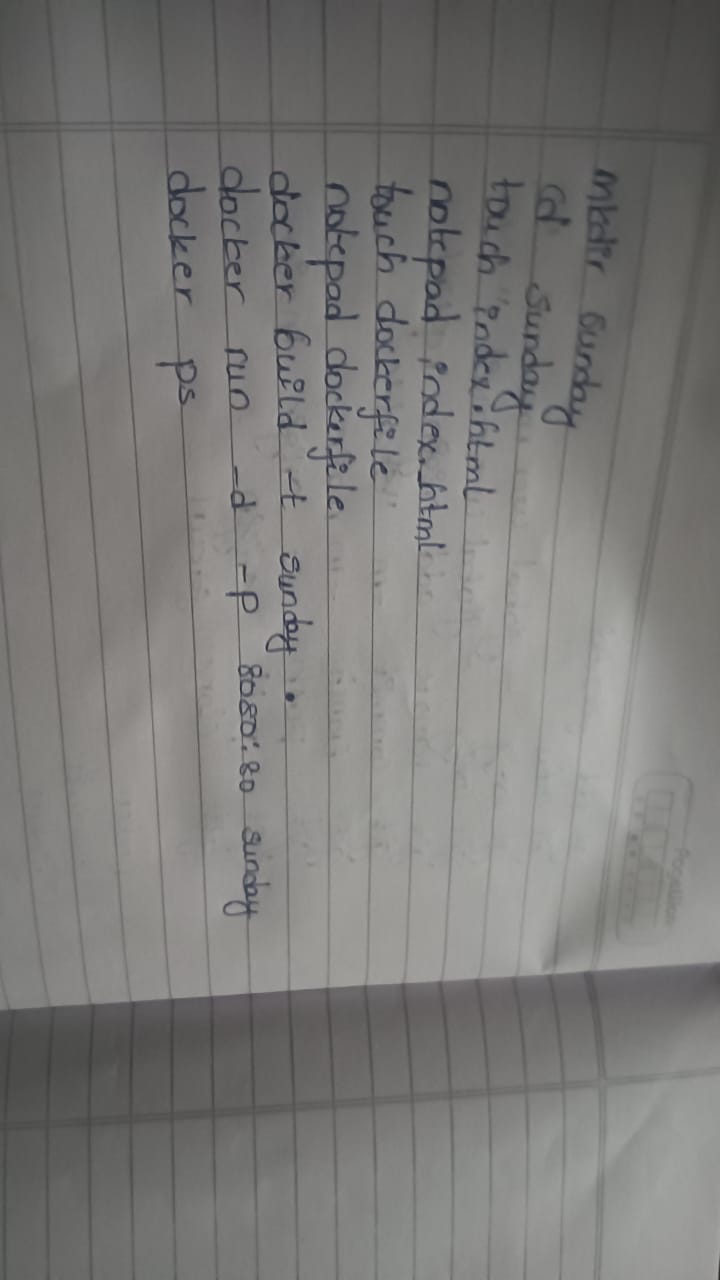 mkdir sunday
cd sunday
touch index.html
notepad index.html
touch dockerfile
notepad dockerfile
docker build -t sunday .
docker run -d -p 8080:80 sunday
docker ps